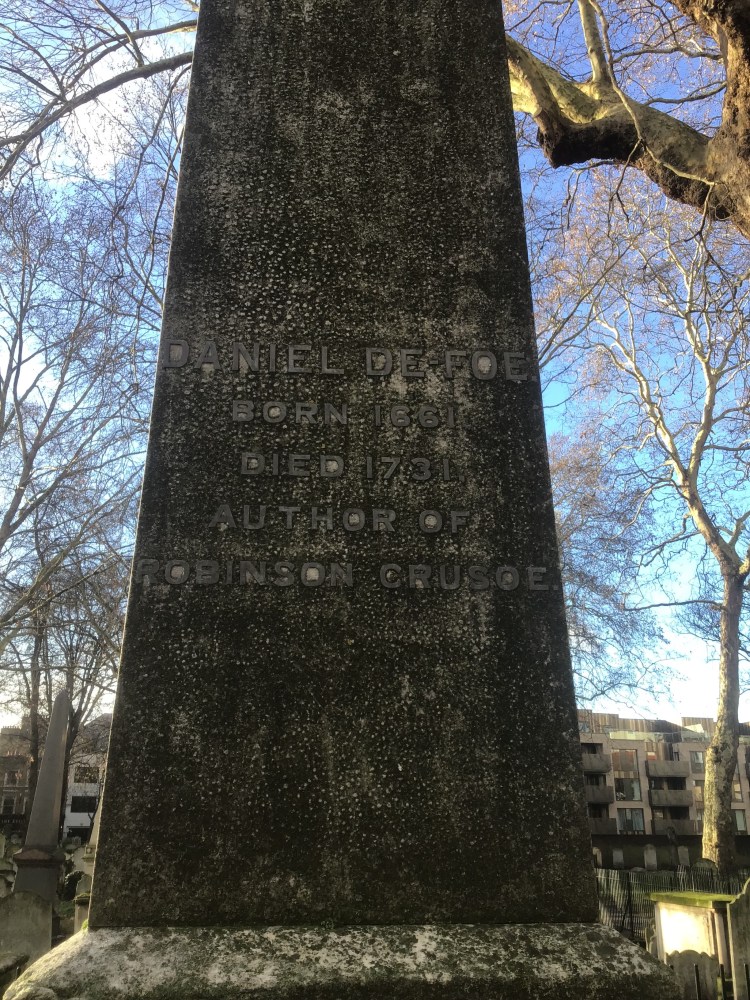 DANIEL DE-FOE.
BORN 1661
DIED 1731,
AUTHOR OF
ROBINSON CRUSOE.